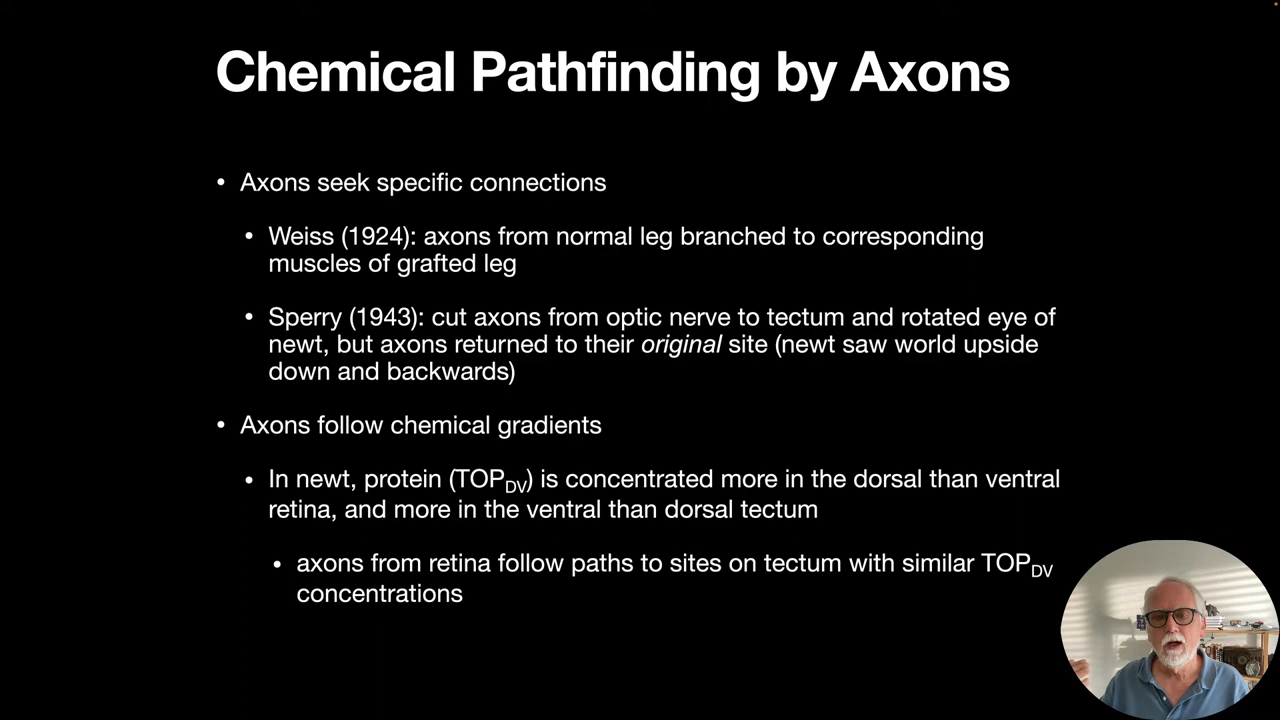 Chemical Pathfinding by Axons
• Axons seek specific connections
• Weiss (1924): axons from normal leg branched to corresponding
muscles of grafted leg
• Sperry (1943): cut axons from optic nerve to tectum and rotated eye of
newt, but axons returned to their original site (newt saw world upside
down and backwards)
• Axons follow chemical gradients
• In newt, protein (TOPDV) is concentrated more in the dorsal than ventral
retina, and more in the ventral than dorsal tectum
• axons from retina follow paths to sites on tectum with similar TOPDV
concentrations